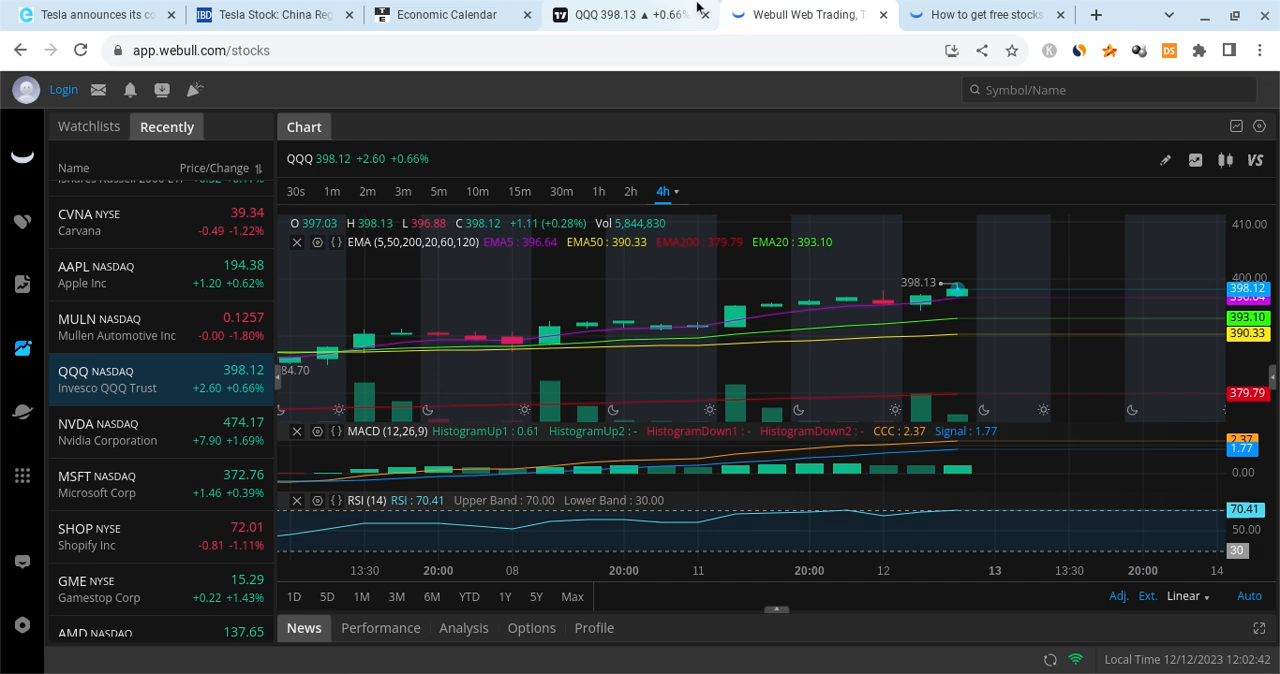 Tesla announces its co
Tesla Stock: China Reg
Economic Calendar
QQQ 398.13 ▲ +0.66%
Webull Web Trading, T
How to get free stocks
app.webull.com/stocks
Login
Symbol/Name
Watchlists
Recently
Chart
Name
Price/Change
QQQ 398.12 +2.60 +0.66%
30s 1m 2m 3m 5m 10m 15m 30m 1h 2h 4h
CVNA NYSE 39.34
Carvana -0.49 -1.22%
AAPL NASDAQ 194.38
Apple Inc +1.20 +0.62%
MULN NASDAQ 0.1257
Mullen Automotive Inc -0.00 -1.80%
QQQ NASDAQ 398.12
Invesco QQQ Trust +2.60 +0.66%
NVDA NASDAQ 474.17
Nvidia Corporation +7.90 +1.69%
MSFT NASDAQ 372.76
Microsoft Corp +1.46 +0.39%
SHOP NYSE 72.01
Shopify Inc -0.81 -1.11%
GME NYSE 15.29
Gamestop Corp +0.22 +1.43%
AMD NASDAQ 137.65
O 397.03 H 398.13 L 396.88 C 398.12 +1.11 (+0.28%) Vol 5,844,830
EMA (5,50,200,20,60,120) EMA5 : 396.64 EMA50 : 390.33 EMA200 : 379.79 EMA20 : 393.10
410.00
400.00
398.13
398.12
396.64
393.10
390.33
84.70
379.79
MACD (12,26,9) HistogramUp1 : 0.61 HistogramUp2 : - HistogramDown1 : - HistogramDown2 : - CCC : 2.37 Signal : 1.77
2.37
1.77
0.00
RSI (14) RSI : 70.41 Upper Band : 70.00 Lower Band : 30.00
70.41
50.00
30
13:30 20:00 08 20:00 11 20:00 12 13 13:30 20:00 14
1D 5D 1M 3M 6M YTD 1Y 5Y Max
Adj. Ext. Linear Auto
News Performance Analysis Options Profile
Local Time 12/12/2023 12:02:42